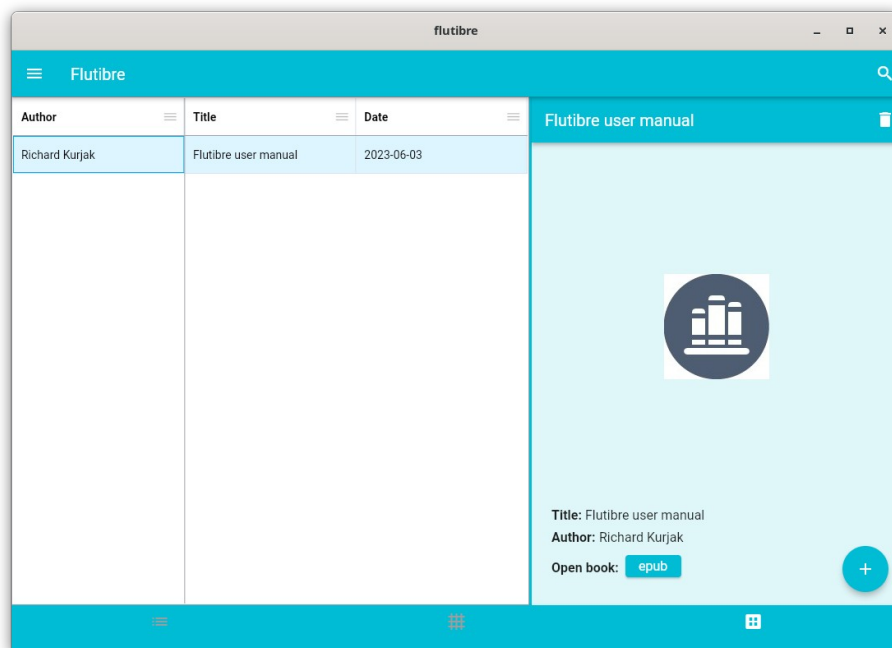 flutibre
Flutibre
Author Title Date
Richard Kurjak Flutibre user manual 2023-06-03
Flutibre user manual
Title: Flutibre user manual
Author: Richard Kurjak
Open book: epub